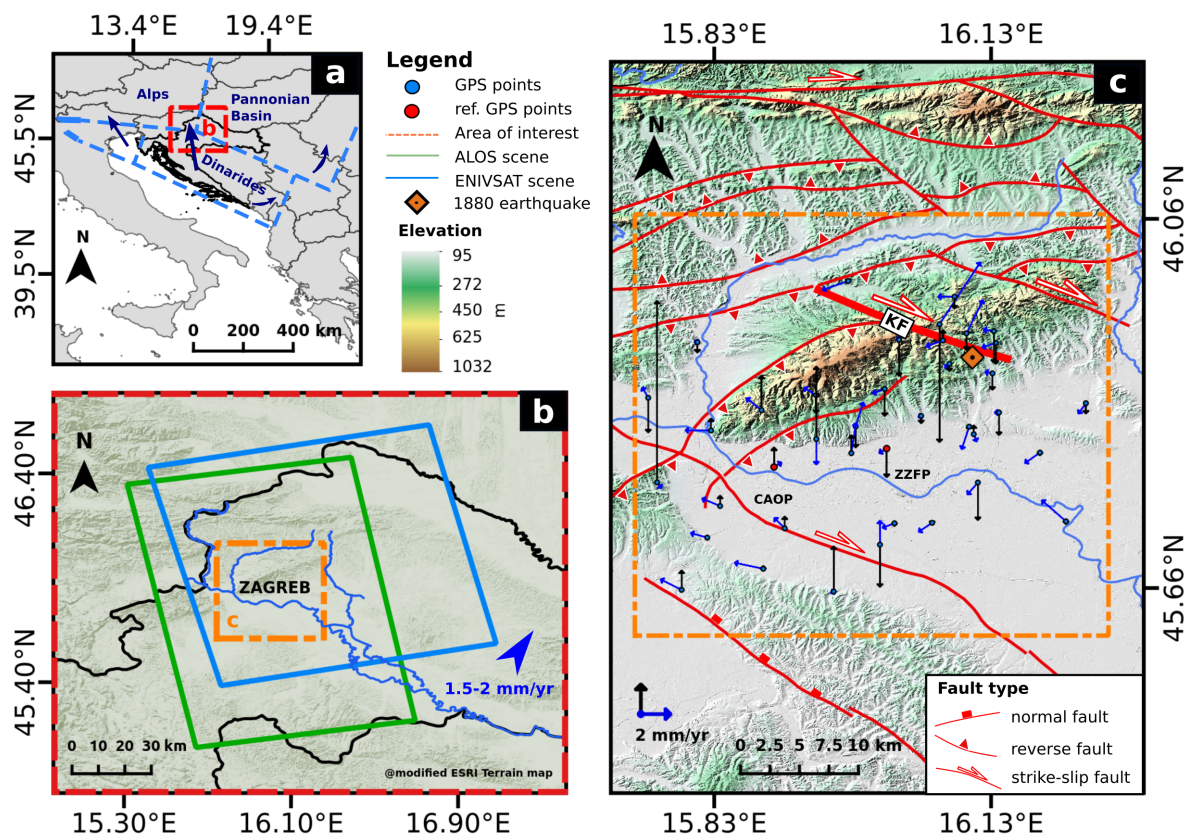 13.4°E 19.4°E
45.5°N
39.5°N
a
Alps
Pannonian
Basin
b
Dinarides
N
0 200 400 km
Legend
GPS points
ref. GPS points
Area of interest
ALOS scene
ENIVSAT scene
1880 earthquake
Elevation
95
272
450
625
1032
m
b
N
46.40°N
45.40°N
ZAGREB
c
1.5-2 mm/yr
0 10 20 30 km
@modified ESRI Terrain map
15.30°E 16.10°E 16.90°E
15.83°E 16.13°E
c
N
46.06°N
45.66°N
KF
ZZFP
CAOP
2 mm/yr
0 2.5 5 7.5 10 km
Fault type
normal fault
reverse fault
strike-slip fault
15.83°E 16.13°E